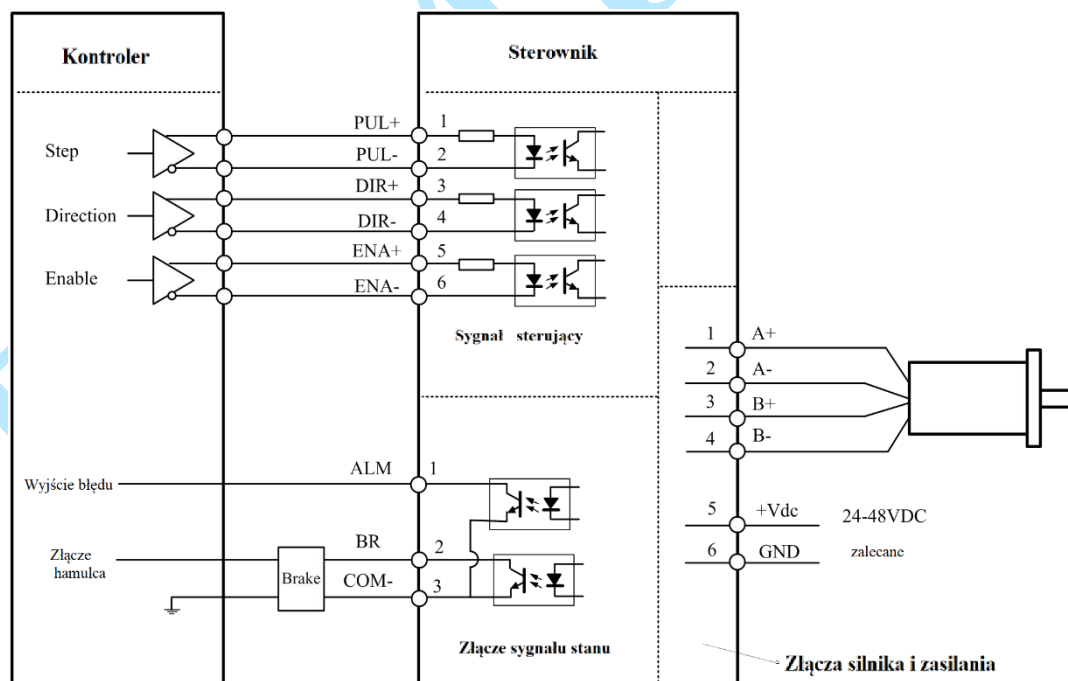 Kontroler
Sterownik
Step
PUL+ 1
PUL- 2
Direction
DIR+ 3
DIR- 4
Enable
ENA+ 5
ENA- 6
Sygnał sterujący
1 A+
2 A-
3 B+
4 B-
5 +Vdc 24-48VDC
6 GND zalecane
Wyjście błędu
ALM 1
Złącze
hamulca
Brake
BR 2
COM- 3
Złącze sygnału stanu
Złącza silnika i zasilania